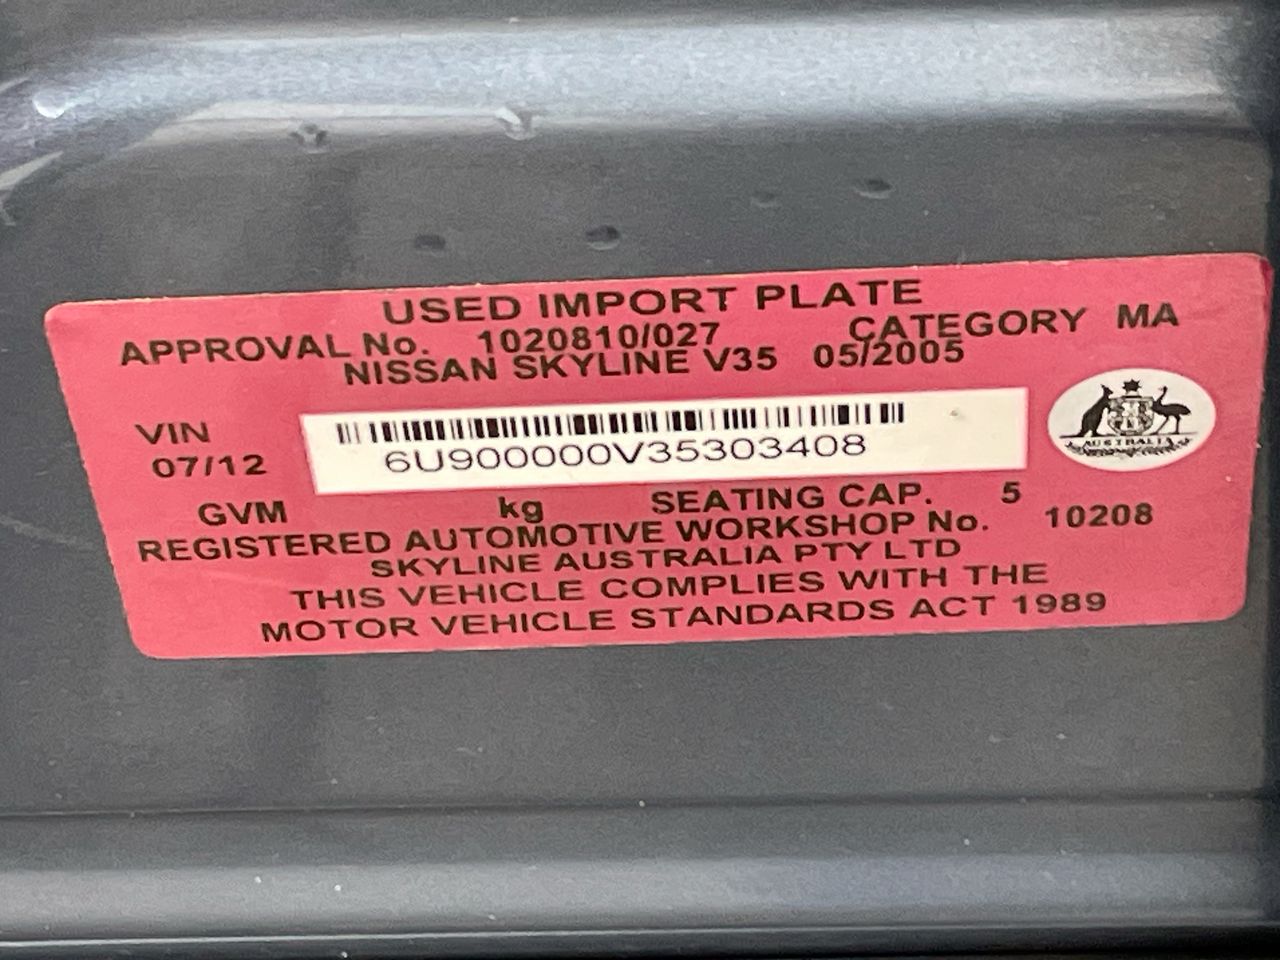 USED IMPORT PLATE
APPROVAL No. 1020810/027 CATEGORY MA
NISSAN SKYLINE V35 05/2005
VIN
07/12
6U900000V35303408
AUSTRALIA
GVM kg SEATING CAP. 5
REGISTERED AUTOMOTIVE WORKSHOP No. 10208
SKYLINE AUSTRALIA PTY LTD
THIS VEHICLE COMPLIES WITH THE
MOTOR VEHICLE STANDARDS ACT 1989